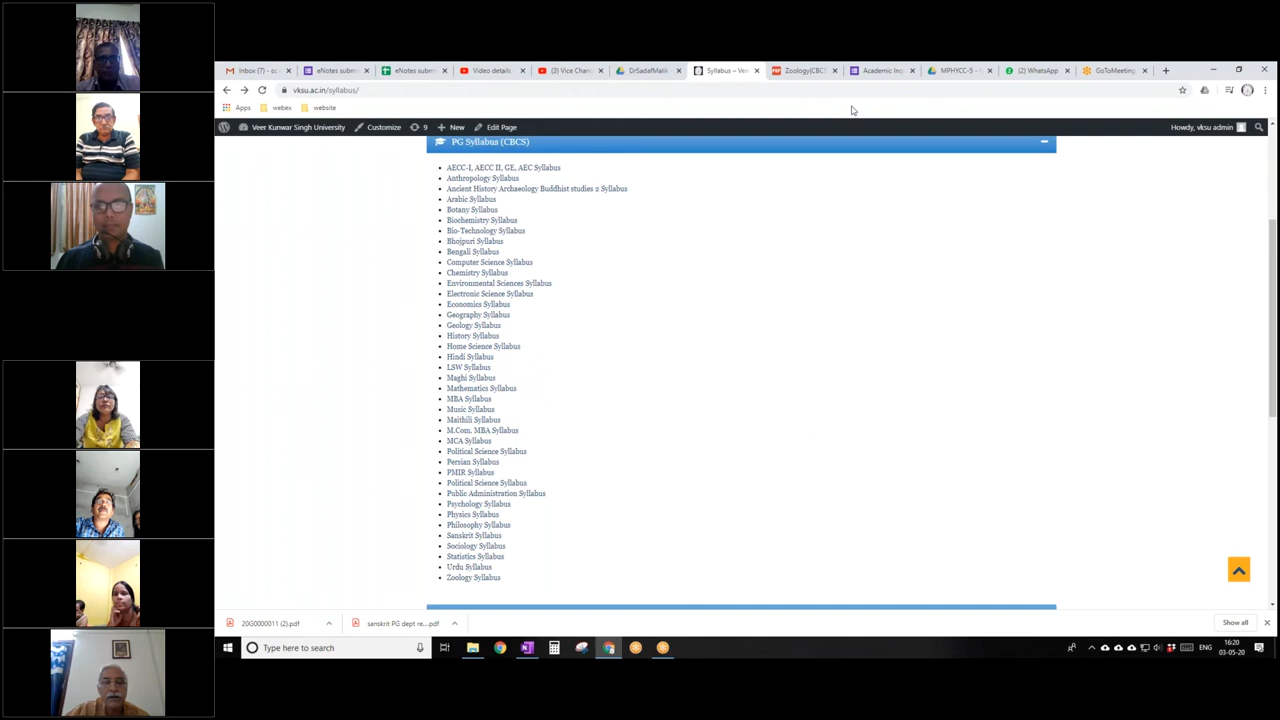 Inbox (7) - cc
eNotes subm
eNotes subm
Video details
(3) Vice Chanc
DrSadafMalik
Syllabus – Vee
Zoology(CBCS
Academic Inq
MPHYCC-5 -
(2) WhatsApp
GoToMeeting
vksu.ac.in/syllabus/
Apps webex website
Veer Kunwar Singh University Customize 9 New Edit Page Howdy, vksu admin
PG Syllabus (CBCS)
AECC-I, AECC II, GE, AEC Syllabus
Anthropology Syllabus
Ancient History Archaeology Buddhist studies 2 Syllabus
Arabic Syllabus
Botany Syllabus
Biochemistry Syllabus
Bio-Technology Syllabus
Bhojpuri Syllabus
Bengali Syllabus
Computer Science Syllabus
Chemistry Syllabus
Environmental Sciences Syllabus
Electronic Science Syllabus
Economics Syllabus
Geography Syllabus
Geology Syllabus
History Syllabus
Home Science Syllabus
Hindi Syllabus
LSW Syllabus
Maghi Syllabus
Mathematics Syllabus
MBA Syllabus
Music Syllabus
Maithili Syllabus
M.Com. MBA Syllabus
MCA Syllabus
Political Science Syllabus
Persian Syllabus
PMIR Syllabus
Political Science Syllabus
Public Administration Syllabus
Psychology Syllabus
Physics Syllabus
Philosophy Syllabus
Sanskrit Syllabus
Sociology Syllabus
Statistics Syllabus
Urdu Syllabus
Zoology Syllabus
20G0000011 (2).pdf
sanskrit PG dept re....pdf
Show all
Type here to search
ENG
16:20
03-05-20